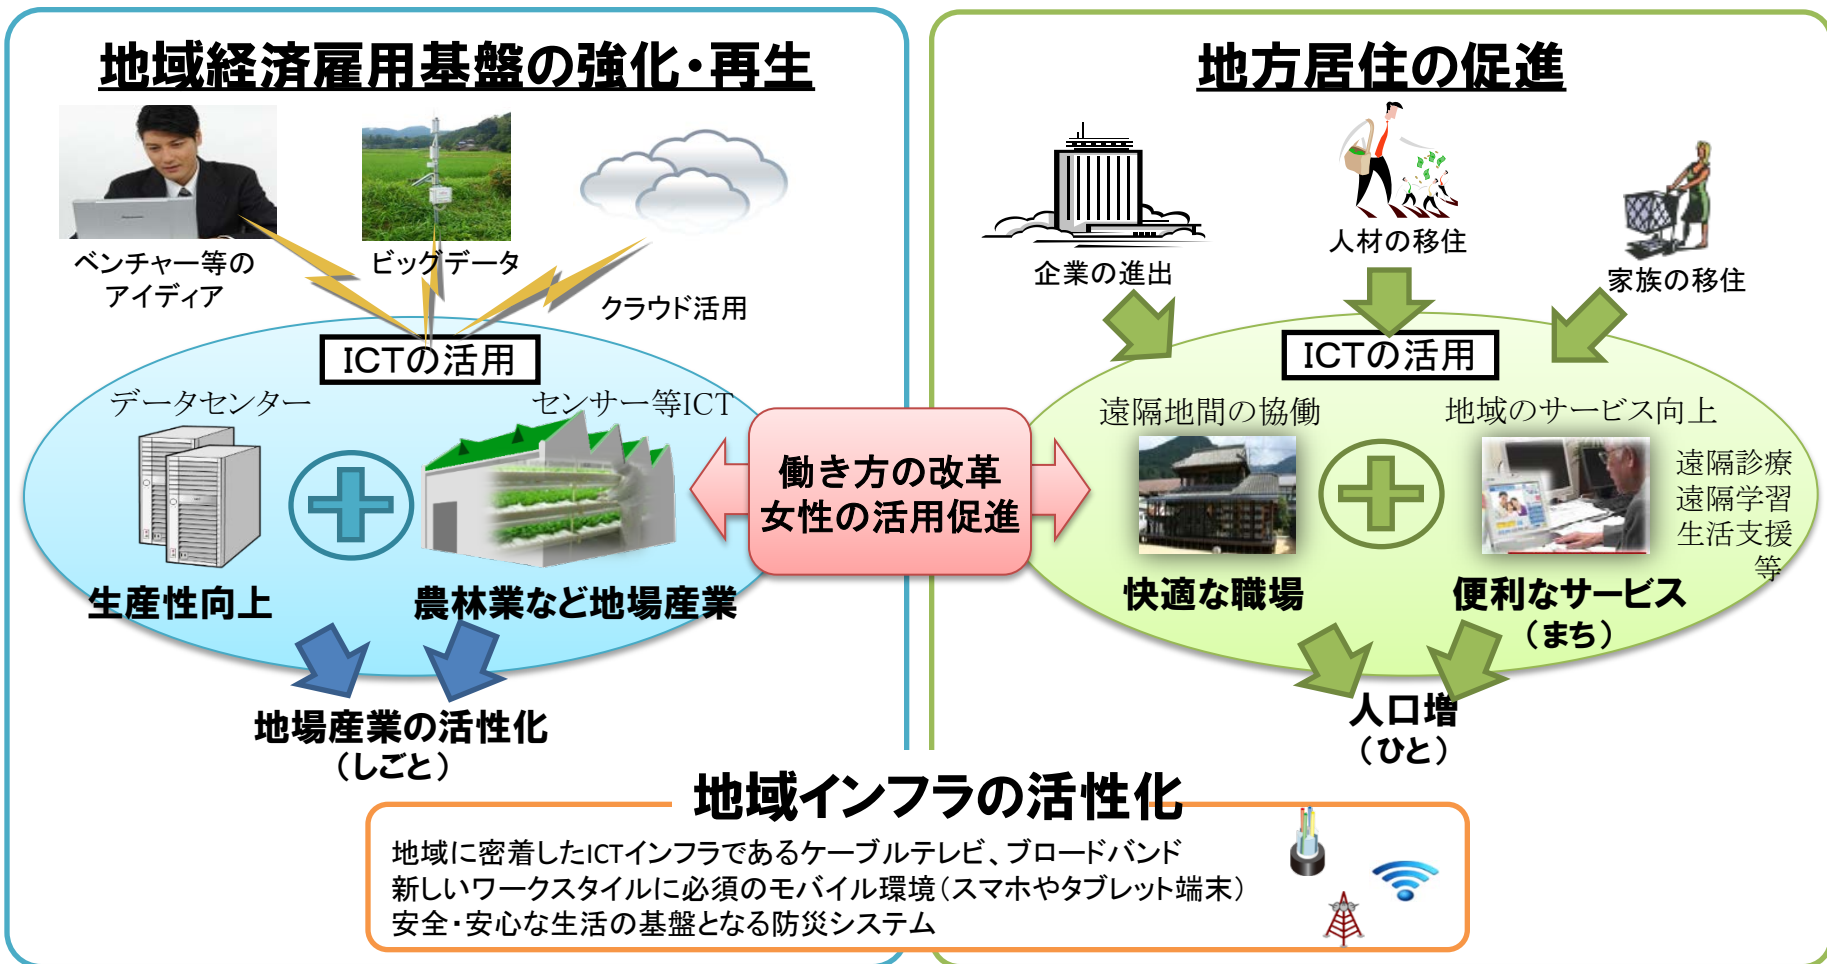 地域経済雇用基盤の強化・再生
ベンチャー等の
アイディア
ビッグデータ
クラウド活用
ICTの活用
データセンター
センサー等ICT
生産性向上
農林業など地場産業
地場産業の活性化
（しごと）
働き方の改革
女性の活用促進
地方居住の促進
企業の進出
人材の移住
家族の移住
ICTの活用
遠隔地間の協働
地域のサービス向上
遠隔診療
遠隔学習
生活支援
等
快適な職場
便利なサービス
（まち）
人口増
（ひと）
地域インフラの活性化
地域に密着したICTインフラであるケーブルテレビ、ブロードバンド
新しいワークスタイルに必須のモバイル環境（スマホやタブレット端末）
安全・安心な生活の基盤となる防災システム